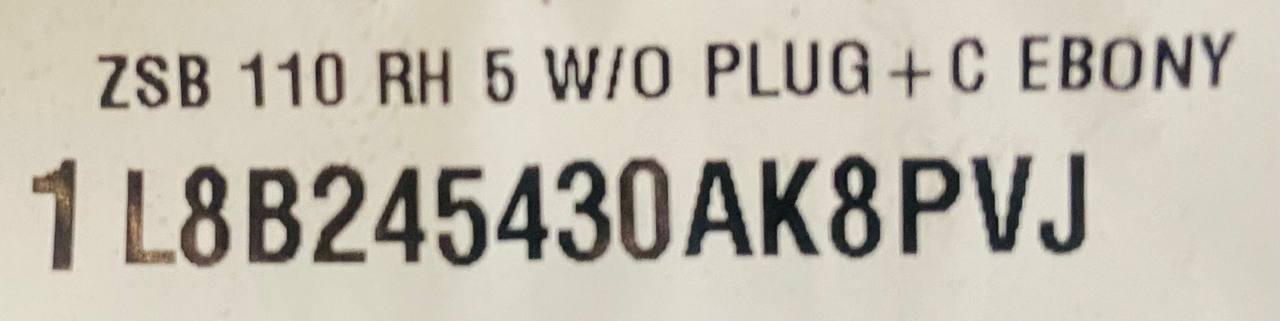 ZSB 110 RH 5 W/O PLUG+C EBONY
1 L8B245430AK8PVJ